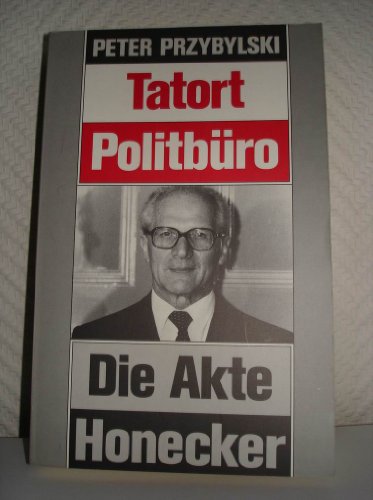 PETER PRZYBYLSKI
Tatort
Politbüro
Die Akte
Honecker